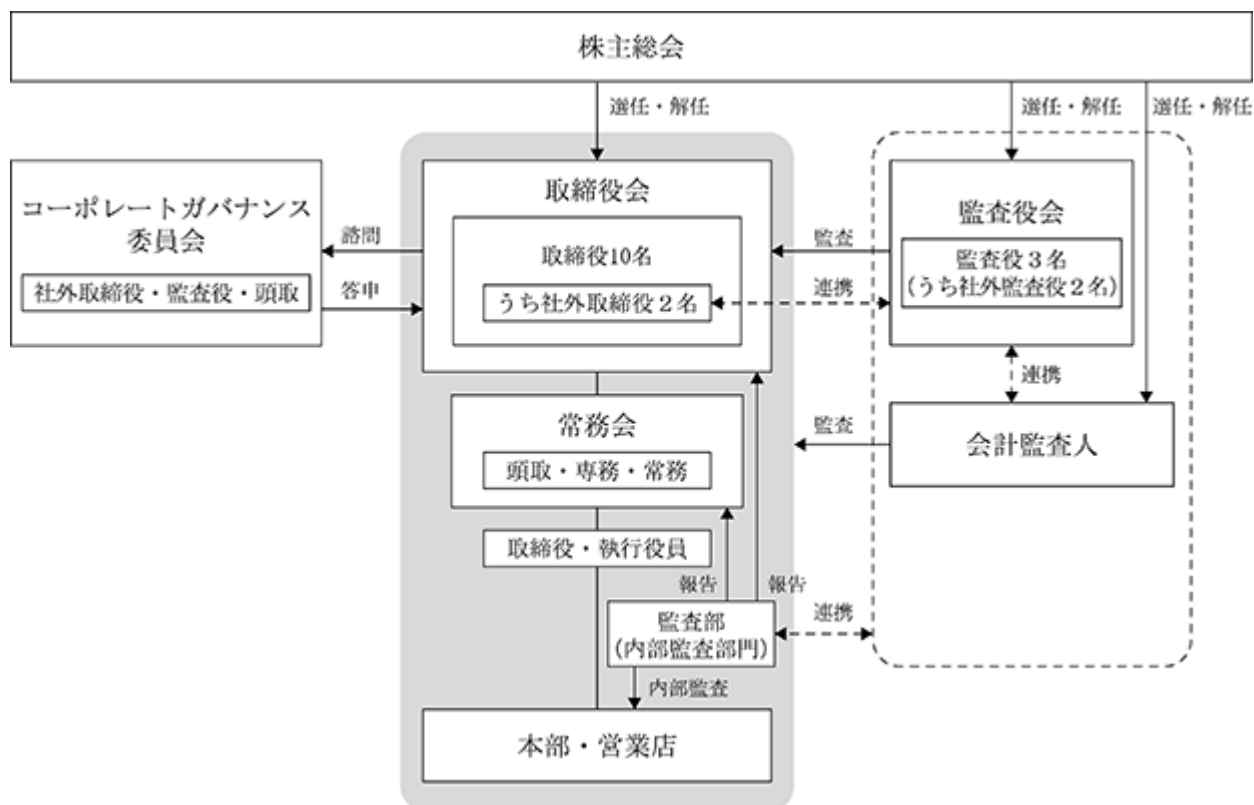 株主総会
選任・解任
選任・解任
選任・解任
コーポレートガバナンス
委員会
社外取締役・監査役・頭取
諮問
答申
取締役会
取締役10名
うち社外取締役２名
監査
連携
監査役会
監査役３名
(うち社外監査役２名)
連携
会計監査人
監査
常務会
頭取・専務・常務
取締役・執行役員
報告
報告
監査部
(内部監査部門)
連携
内部監査
本部・営業店